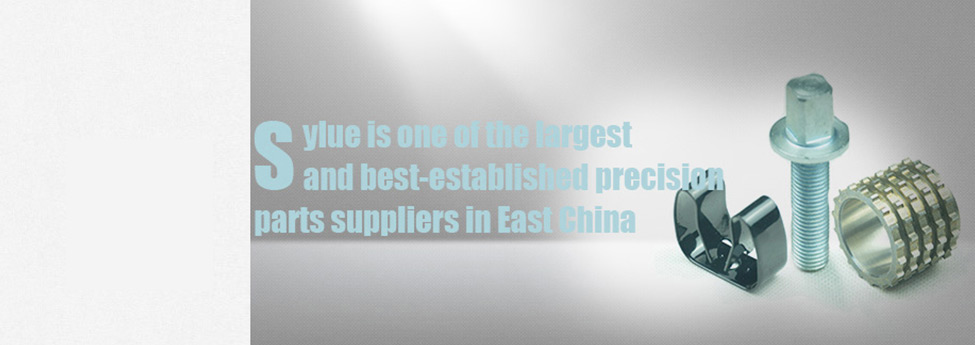 Sylue is one of the largest
and best-established precision
parts suppliers in East China